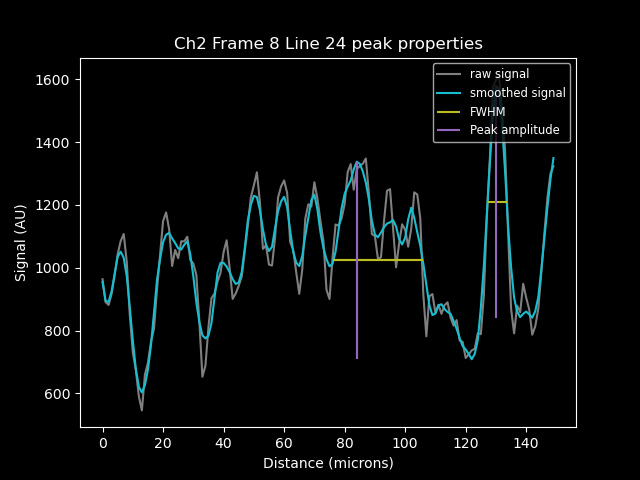 Ch2 Frame 8 Line 24 peak properties
raw signal
smoothed signal
FWHM
Peak amplitude
Signal (AU)
1600
1400
1200
1000
800
600
0 20 40 60 80 100 120 140
Distance (microns)